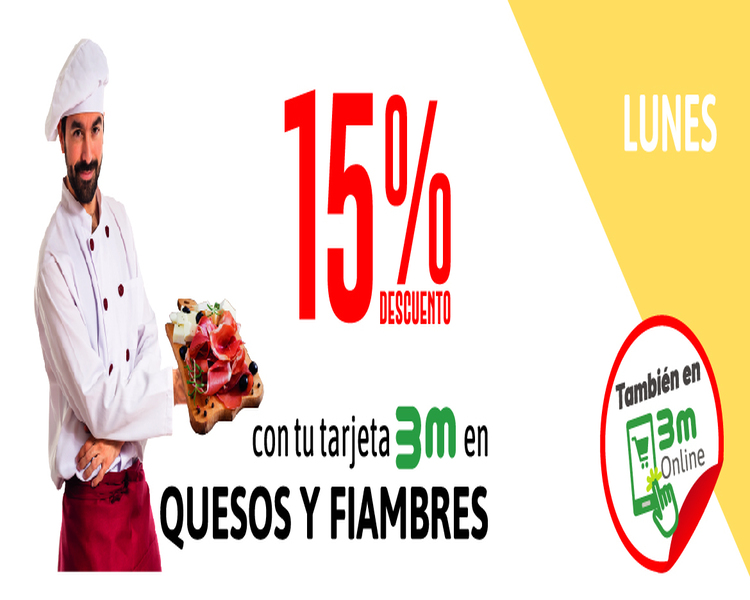 LUNES
15%
DESCUENTO
con tu tarjeta 3m en
QUESOS Y FIAMBRES
También en
3m
Online